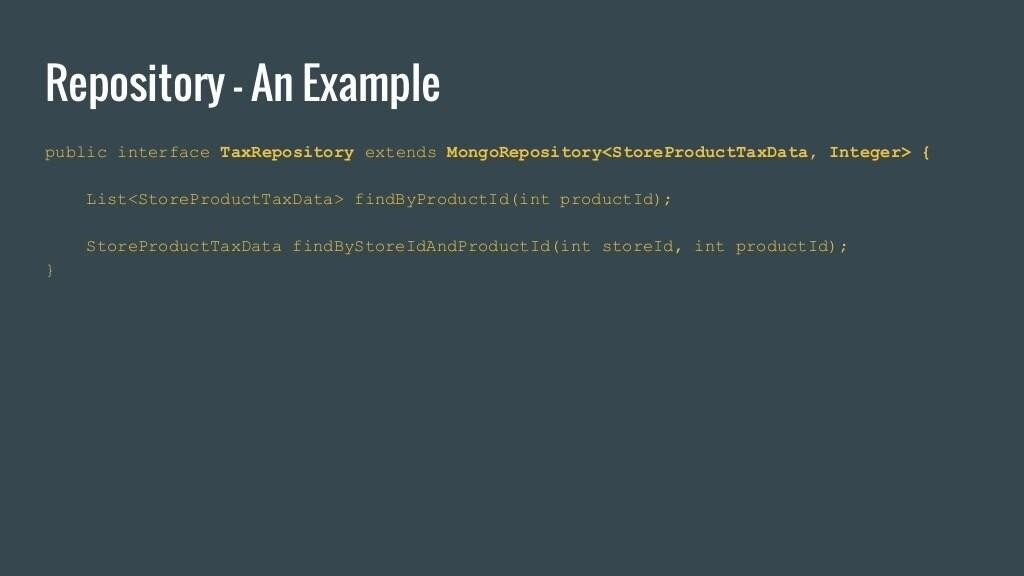 Repository - An Example
public interface TaxRepository extends MongoRepository<StoreProductTaxData, Integer> {
List<StoreProductTaxData> findByProductId(int productId);
StoreProductTaxData findByStoreIdAndProductId(int storeId, int productId);
}